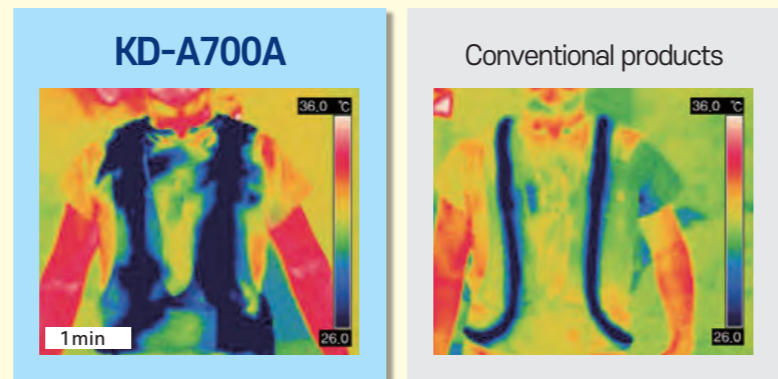 KD-A700A
36.0 ℃
1min
26.0
Conventional products
36.0 ℃
26.0